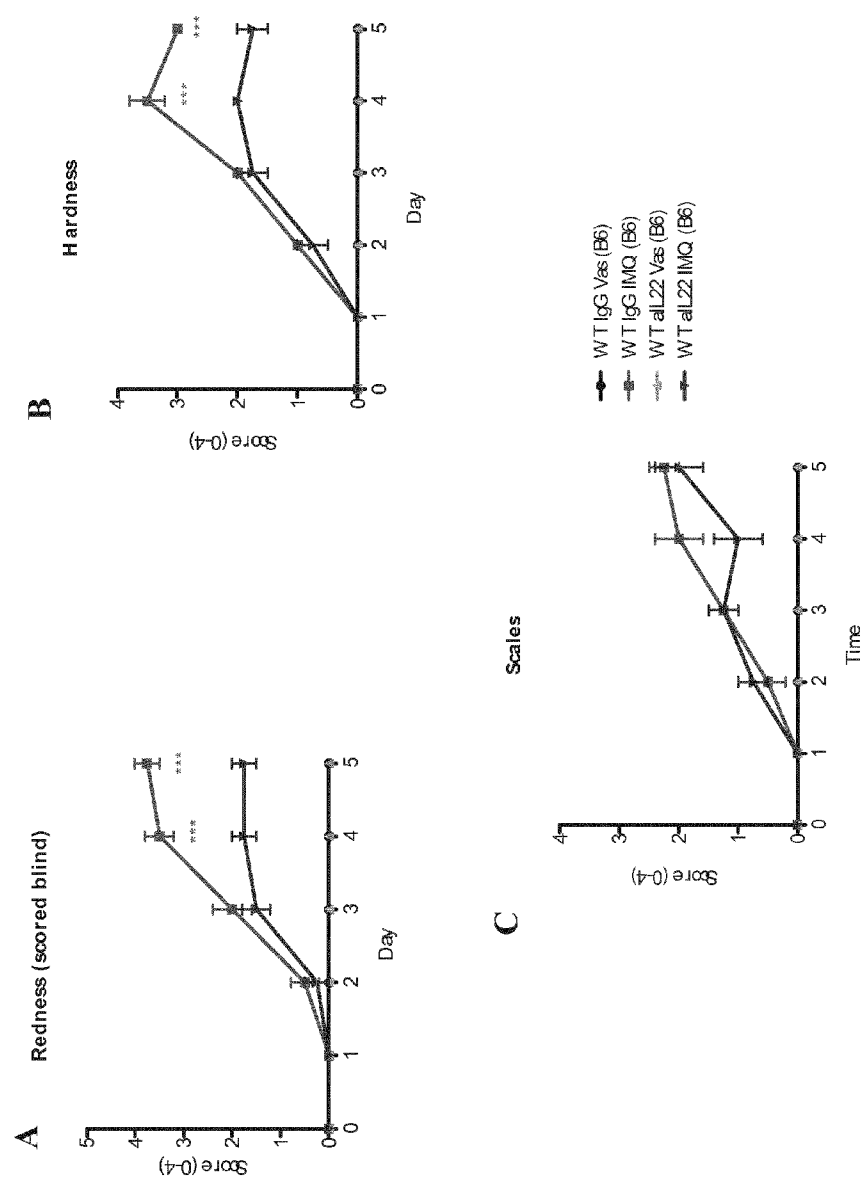 A
Redness (scored blind)
Score (0-4)
5
4
3
2
1
0
***
***
0 1 2 3 4 5
Day
B
Hardness
Score (0-4)
4
3
2
1
0
***
***
0 1 2 3 4 5
Day
C
Scales
Score (0-4)
4
3
2
1
0
0 1 2 3 4 5
Time
WT IgG Vas (B6)
WT IgG IMQ (B6)
WT aIL22 Vas (B6)
WT aIL22 IMQ (B6)